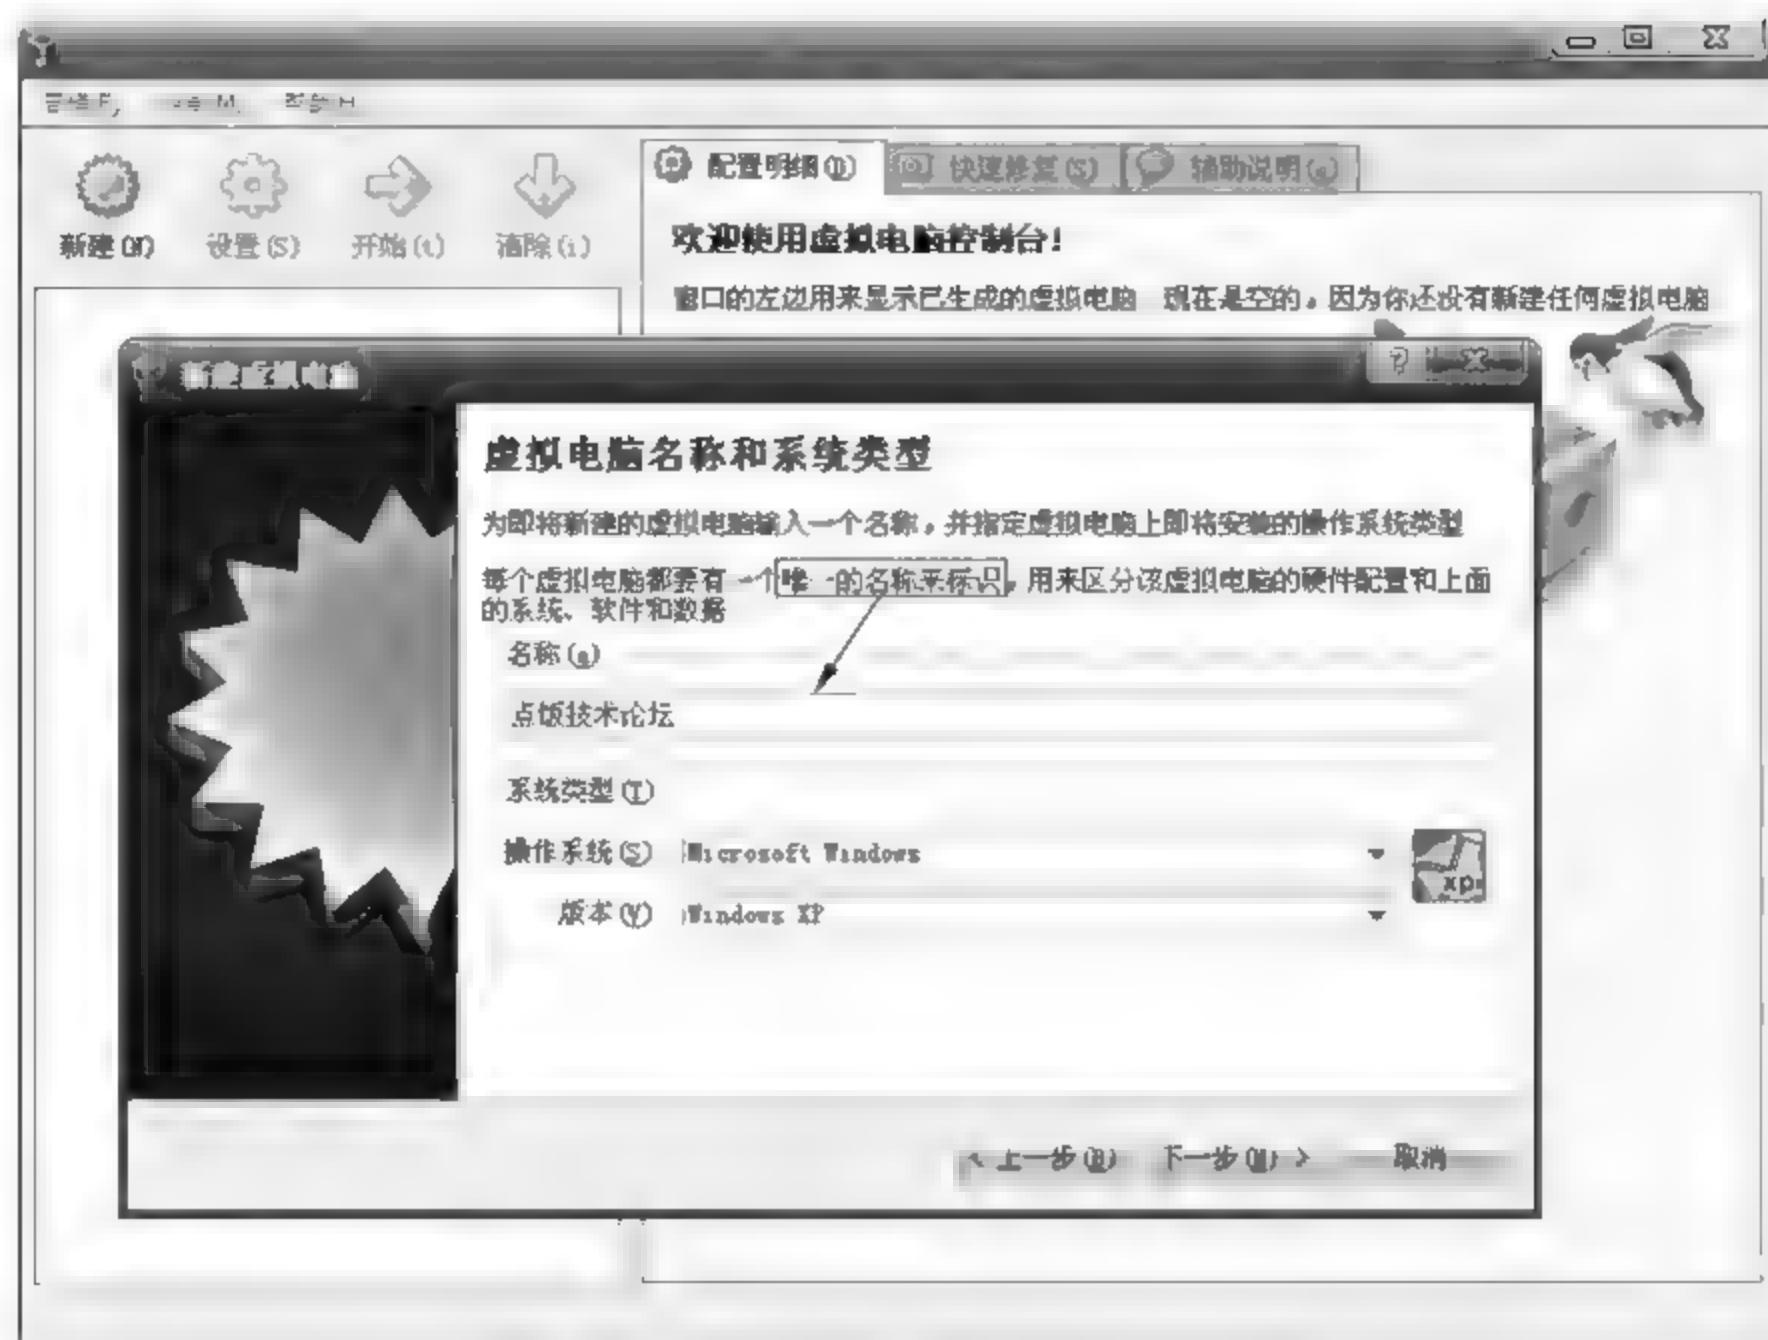 新建(N) 设置(S) 开始(t) 清除(i)
配置明细(D) 快速修复(S) 辅助说明(e)
欢迎使用虚拟电脑控制台!
窗口的左边用来显示已生成的虚拟电脑 现在是空的,因为你还没有新建任何虚拟电脑
新建虚拟电脑
虚拟电脑名称和系统类型
为即将新建的虚拟电脑输入一个名称,并指定虚拟电脑上即将安装的操作系统类型
每个虚拟电脑都要有一个唯一的名称来标识,用来区分该虚拟电脑的硬件配置和上面
的系统、软件和数据
名称(a)
点饭技术论坛
系统类型(T)
操作系统(S) Microsoft Windows
xp
版本(V) Windows XP
< 上一步(B) 下一步(N) > 取消